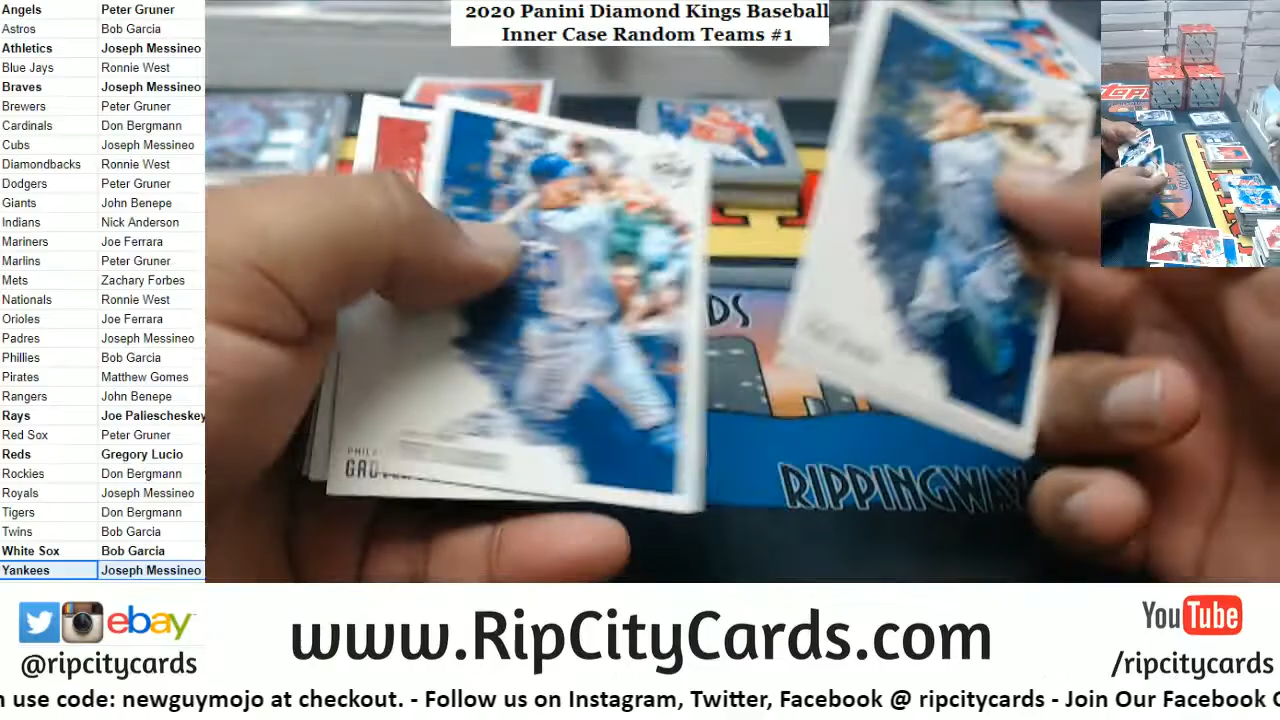 Angels Peter Gruner
Astros Bob Garcia
Athletics Joseph Messineo
Blue Jays Ronnie West
Braves Joseph Messineo
Brewers Peter Gruner
Cardinals Don Bergmann
Cubs Joseph Messineo
Diamondbacks Ronnie West
Dodgers Peter Gruner
Giants John Benepe
Indians Nick Anderson
Mariners Joe Ferrara
Marlins Peter Gruner
Mets Zachary Forbes
Nationals Ronnie West
Orioles Joe Ferrara
Padres Joseph Messineo
Phillies Bob Garcia
Pirates Matthew Gomes
Rangers John Benepe
Rays Joe Paliescheskey
Red Sox Peter Gruner
Reds Gregory Lucio
Rockies Don Bergmann
Royals Joseph Messineo
Tigers Don Bergmann
Twins Bob Garcia
White Sox Bob Garcia
Yankees Joseph Messineo
2020 Panini Diamond Kings Baseball
Inner Case Random Teams #1
RIPPINGWA
ebay
@ripcitycards
www.RipCityCards.com
YouTube
/ripcitycards
n use code: newguymojo at checkout. - Follow us on Instagram, Twitter, Facebook @ ripcitycards - Join Our Facebook